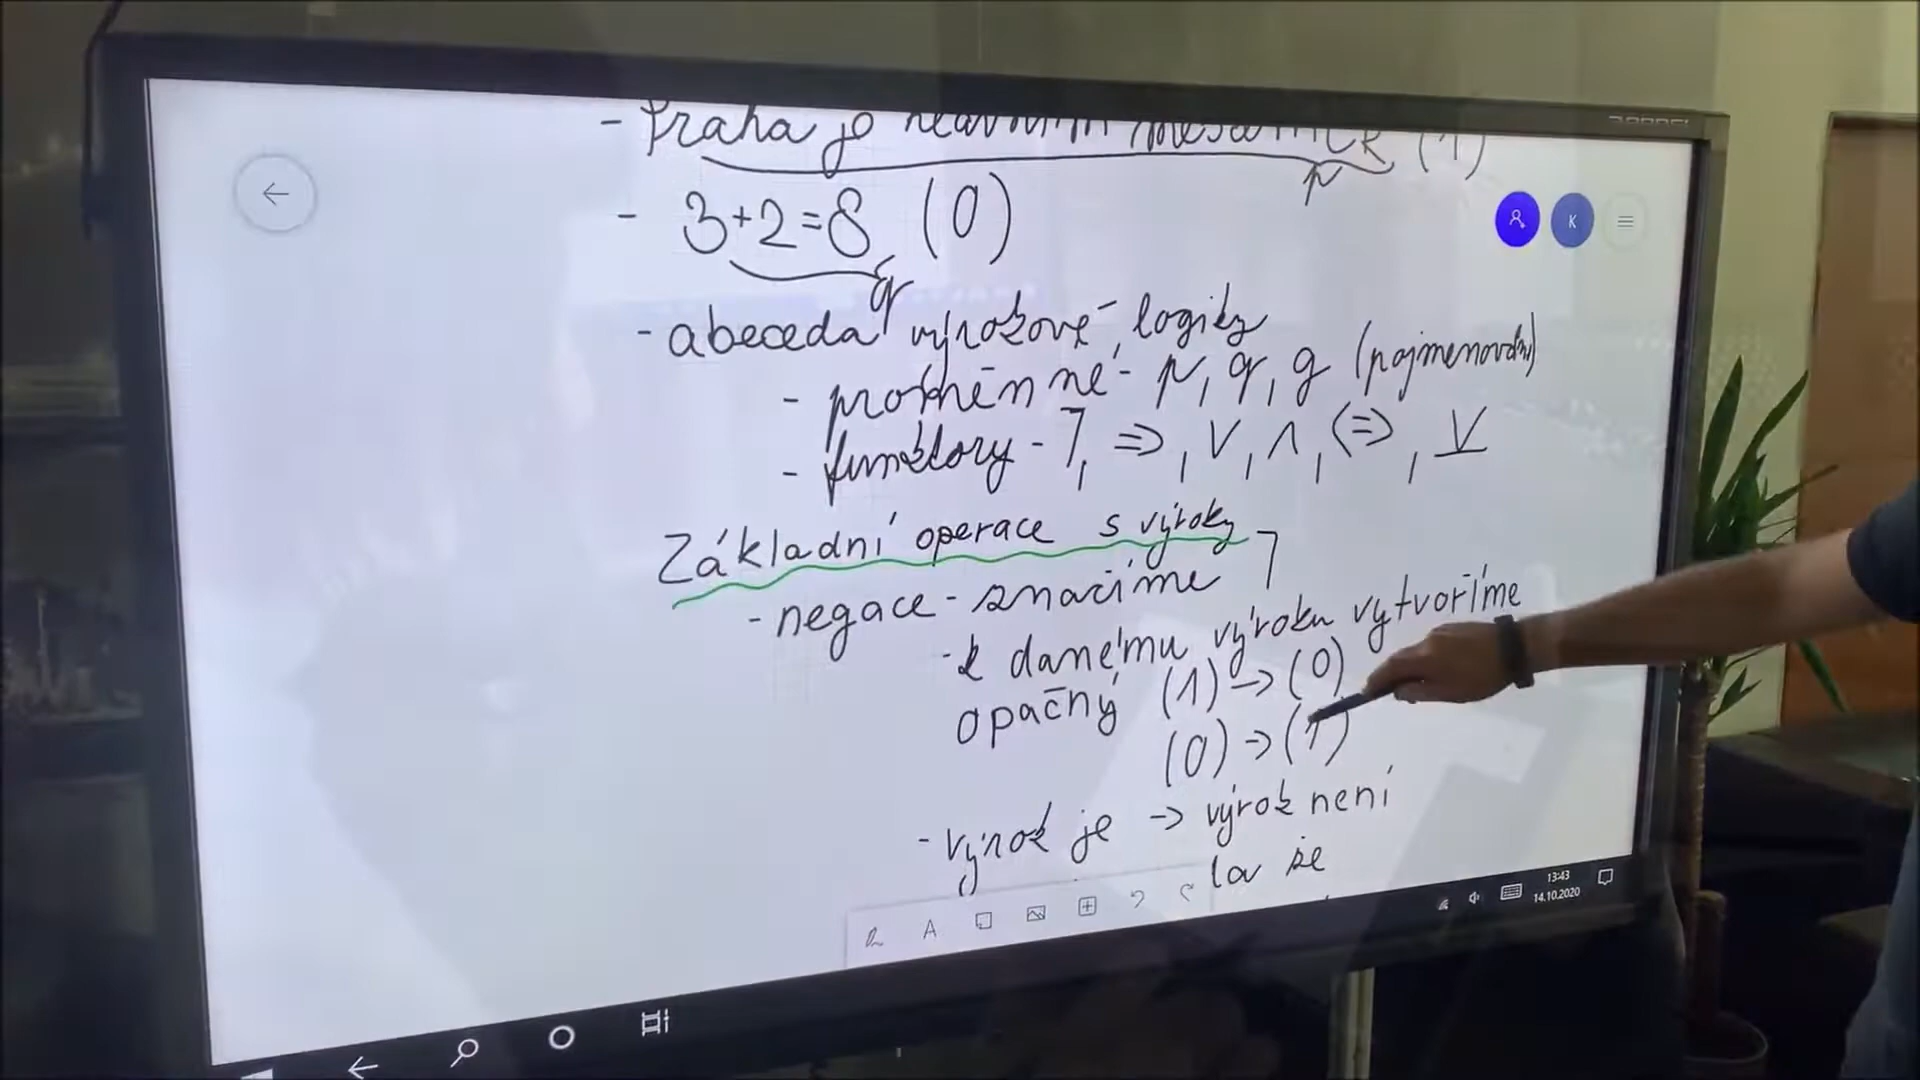 - Praha je hlavním městem ČR (1)
p
- 3+2=8 (0)
q
- abeceda výrokové logiky
- proměnné - p, q, g (pojmenování)
- funktory - ⌉, ⇒, ∨, ∧, ⇔, ⊻
Základní operace s výroky
- negace - značíme ⌉
- k danému výroku vytvoříme
opačný (1) → (0)
(0) → (1)
- výrok je → výrok není
že
K
A
13:43
14.10.2020